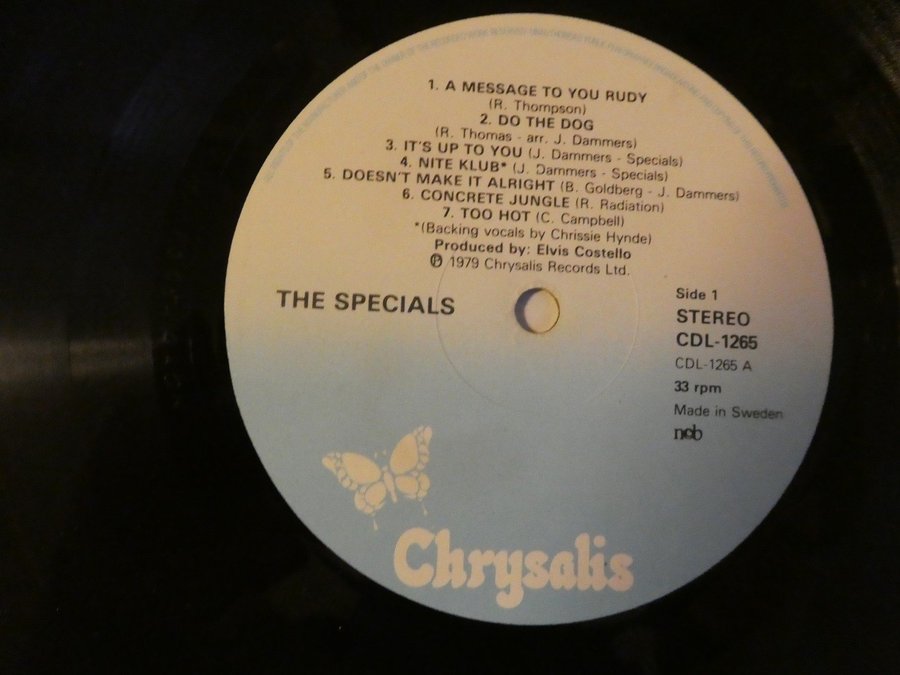 1. A MESSAGE TO YOU RUDY
(R. Thompson)
2. DO THE DOG
(R. Thomas - arr. J. Dammers)
3. IT'S UP TO YOU (J. Dammers - Specials)
4. NITE KLUB* (J. Dammers - Specials)
5. DOESN'T MAKE IT ALRIGHT (B. Goldberg - J. Dammers)
6. CONCRETE JUNGLE (R. Radiation)
7. TOO HOT (C. Campbell)
*(Backing vocals by Chrissie Hynde)
Produced by: Elvis Costello
℗ 1979 Chrysalis Records Ltd.
THE SPECIALS
Side 1
STEREO
CDL-1265
CDL-1265 A
33 rpm
Made in Sweden
ncb
Chrysalis